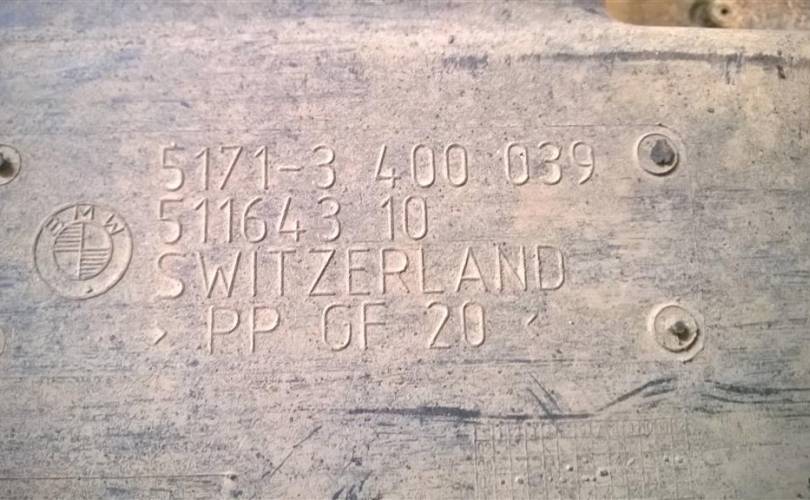 BMW
5171-3 400 039
511643 10
SWITZERLAND
> PP GF 20 <